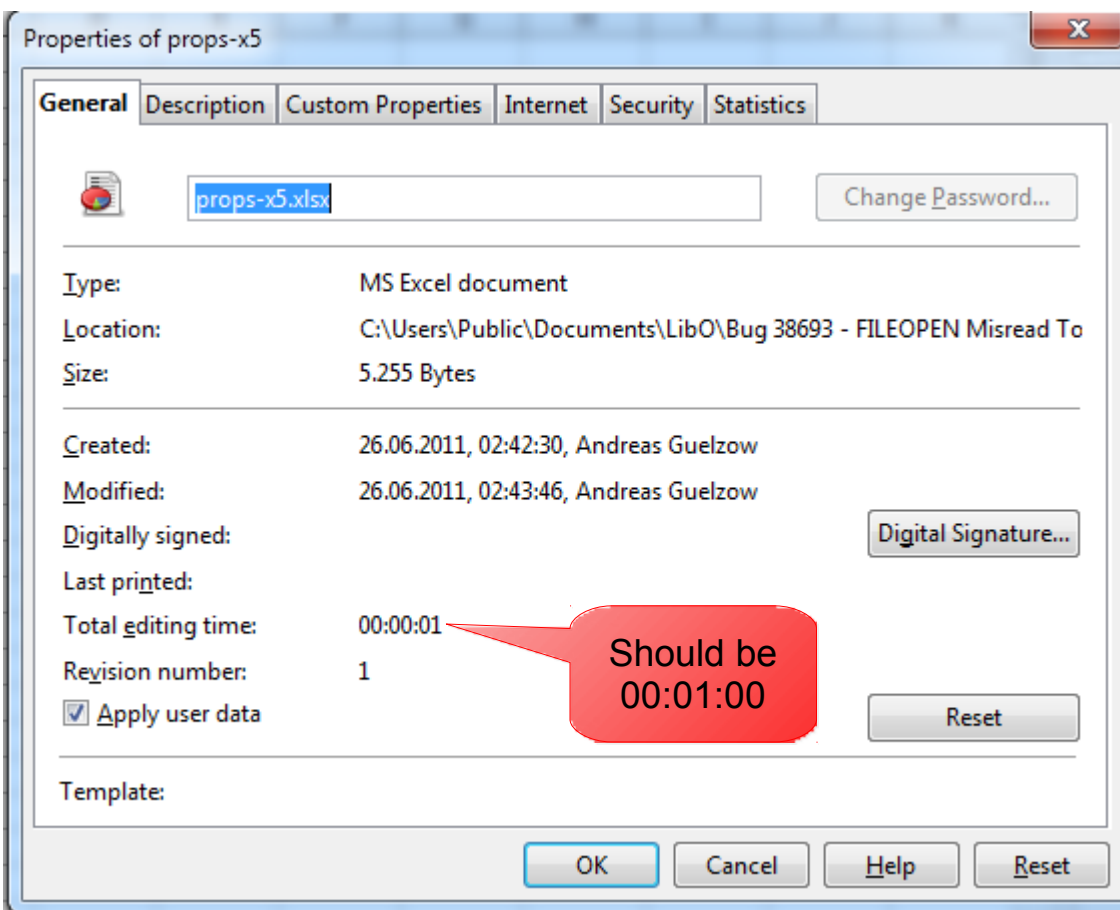 Properties of props-x5
x
General Description Custom Properties Internet Security Statistics
props-x5.xlsx
Change Password...
Type: MS Excel document
Location: C:\Users\Public\Documents\LibO\Bug 38693 - FILEOPEN Misread To
Size: 5.255 Bytes
Created: 26.06.2011, 02:42:30, Andreas Guelzow
Modified: 26.06.2011, 02:43:46, Andreas Guelzow
Digitally signed: Digital Signature...
Last printed:
Total editing time: 00:00:01
Should be
00:01:00
Revision number: 1
Apply user data Reset
Template:
OK Cancel Help Reset